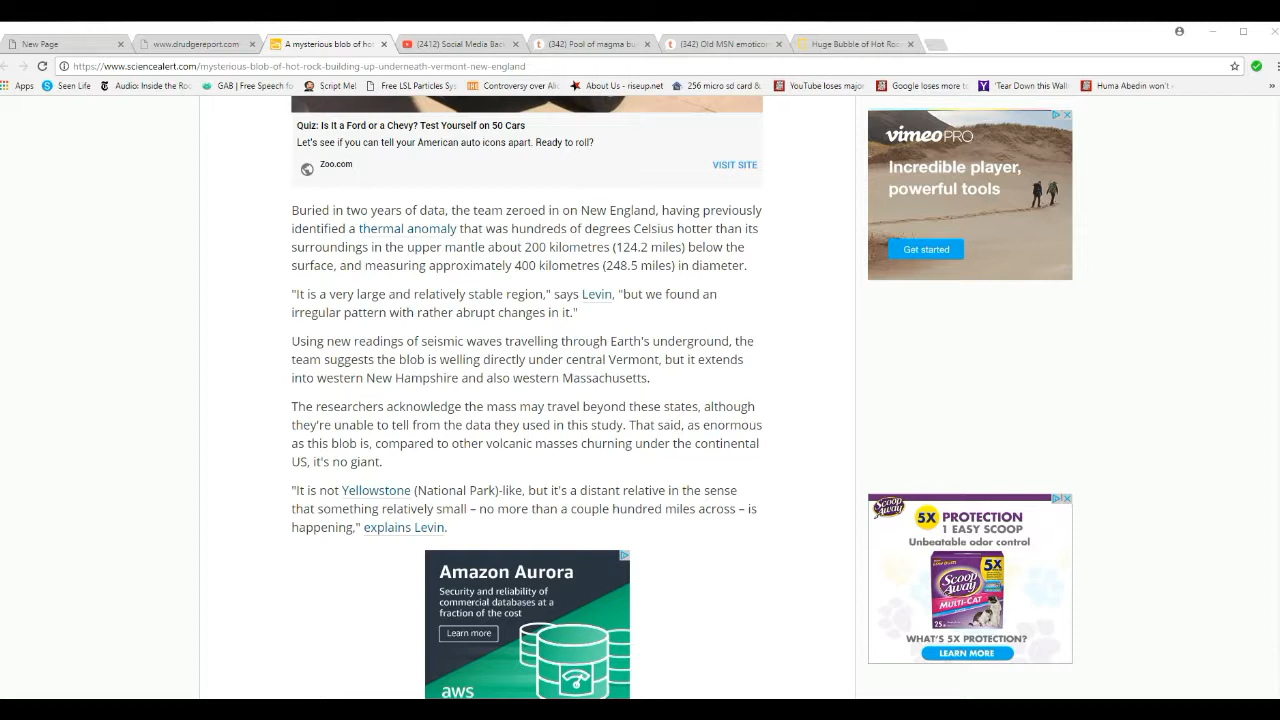 New Page
www.drudgereport.com
A mysterious blob of ho
(2412) Social Media Bac
(342) Pool of magma bu
(342) Old MSN emotico
Huge Bubble of Hot Roc
https://www.sciencealert.com/mysterious-blob-of-hot-rock-building-up-underneath-vermont-new-england
Apps
Seen Life
Audio: Inside the Ro
GAB | Free Speech fo
Script Mel
Free LSL Particles Sys
Controversy over Al
About Us - riseup.net
256 micro sd card &
YouTube loses major
Google loses more to
'Tear Down this Wall
Huma Abedin won't
Quiz: Is It a Ford or a Chevy? Test Yourself on 50 Cars
Let's see if you can tell your American auto icons apart. Ready to roll?
Zoo.com
VISIT SITE
Buried in two years of data, the team zeroed in on New England, having previously
identified a thermal anomaly that was hundreds of degrees Celsius hotter than its
surroundings in the upper mantle about 200 kilometres (124.2 miles) below the
surface, and measuring approximately 400 kilometres (248.5 miles) in diameter.
"It is a very large and relatively stable region," says Levin, "but we found an
irregular pattern with rather abrupt changes in it."
Using new readings of seismic waves travelling through Earth's underground, the
team suggests the blob is welling directly under central Vermont, but it extends
into western New Hampshire and also western Massachusetts.
The researchers acknowledge the mass may travel beyond these states, although
they're unable to tell from the data they used in this study. That said, as enormous
as this blob is, compared to other volcanic masses churning under the continental
US, it's no giant.
"It is not Yellowstone (National Park)-like, but it's a distant relative in the sense
that something relatively small – no more than a couple hundred miles across – is
happening," explains Levin.
Amazon Aurora
Security and reliability of
commercial databases at a
fraction of the cost
Learn more
aws
vimeo PRO
Incredible player,
powerful tools
Get started
Scoop Away
5X PROTECTION
1 EASY SCOOP
Unbeatable odor control
Scoop Away
5X
MULTI-CAT
WHAT'S 5X PROTECTION?
LEARN MORE